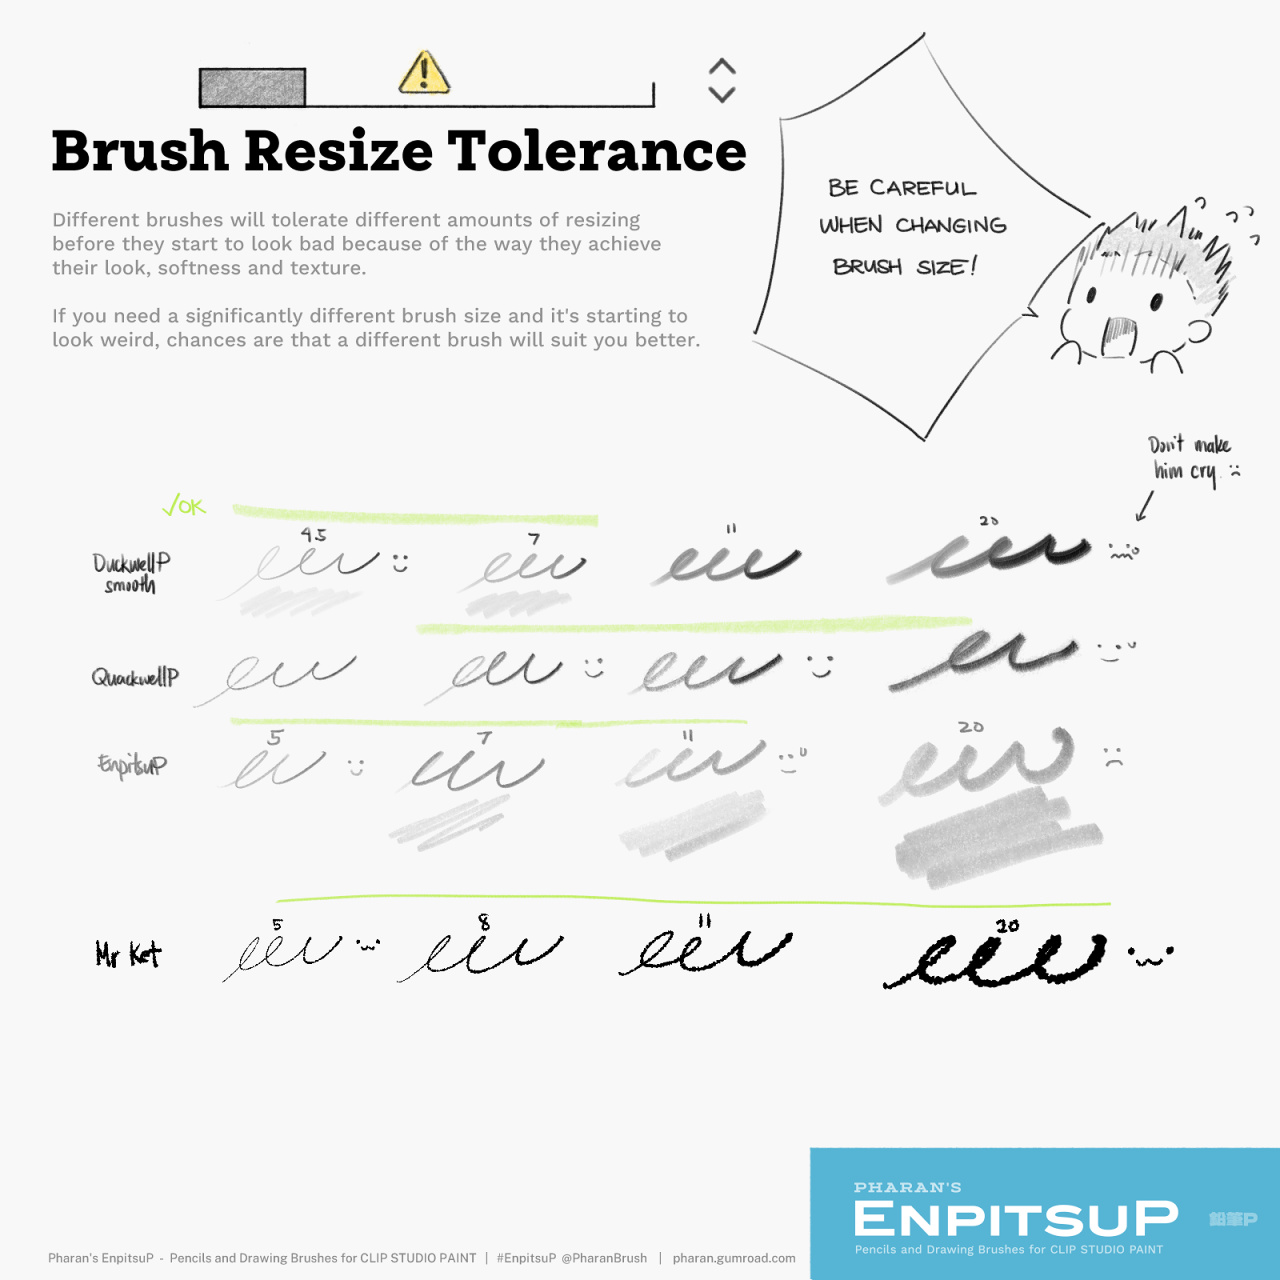 Brush Resize Tolerance
Different brushes will tolerate different amounts of resizing
before they start to look bad because of the way they achieve
their look, softness and texture.
If you need a significantly different brush size and it's starting to
look weird, chances are that a different brush will suit you better.
BE CAREFUL
WHEN CHANGING
BRUSH SIZE!
Don't make
him cry. :(
√OK
4.5
7
11
20
DuckwellP
smooth
QuackwellP
5
7
11
20
EnpitsuP
5
8
11
20
Mr Ket
PHARAN'S
ENPITSUP
鉛筆P
Pencils and Drawing Brushes for CLIP STUDIO PAINT
Pharan's EnpitsuP - Pencils and Drawing Brushes for CLIP STUDIO PAINT | #EnpitsuP @PharanBrush | pharan.gumroad.com